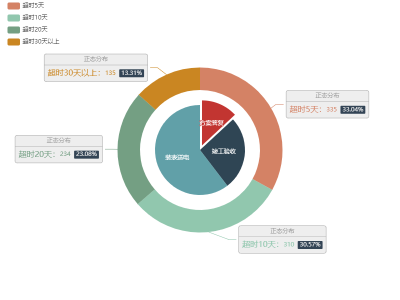 超时5天
超时10天
超时20天
超时30天以上
正态分布
超时30天以上: 135 13.31%
正态分布
超时5天: 335 33.04%
方案答复
正态分布
超时20天: 234 23.08%
装表接电
竣工验收
正态分布
超时10天: 310 30.57%